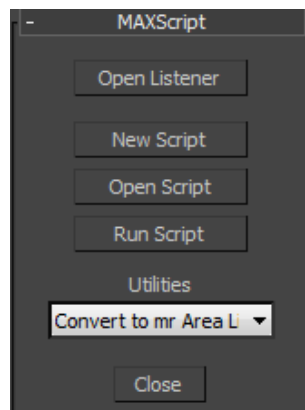 - MAXScript
Open Listener
New Script
Open Script
Run Script
Utilities
Convert to mr Area Li
Close